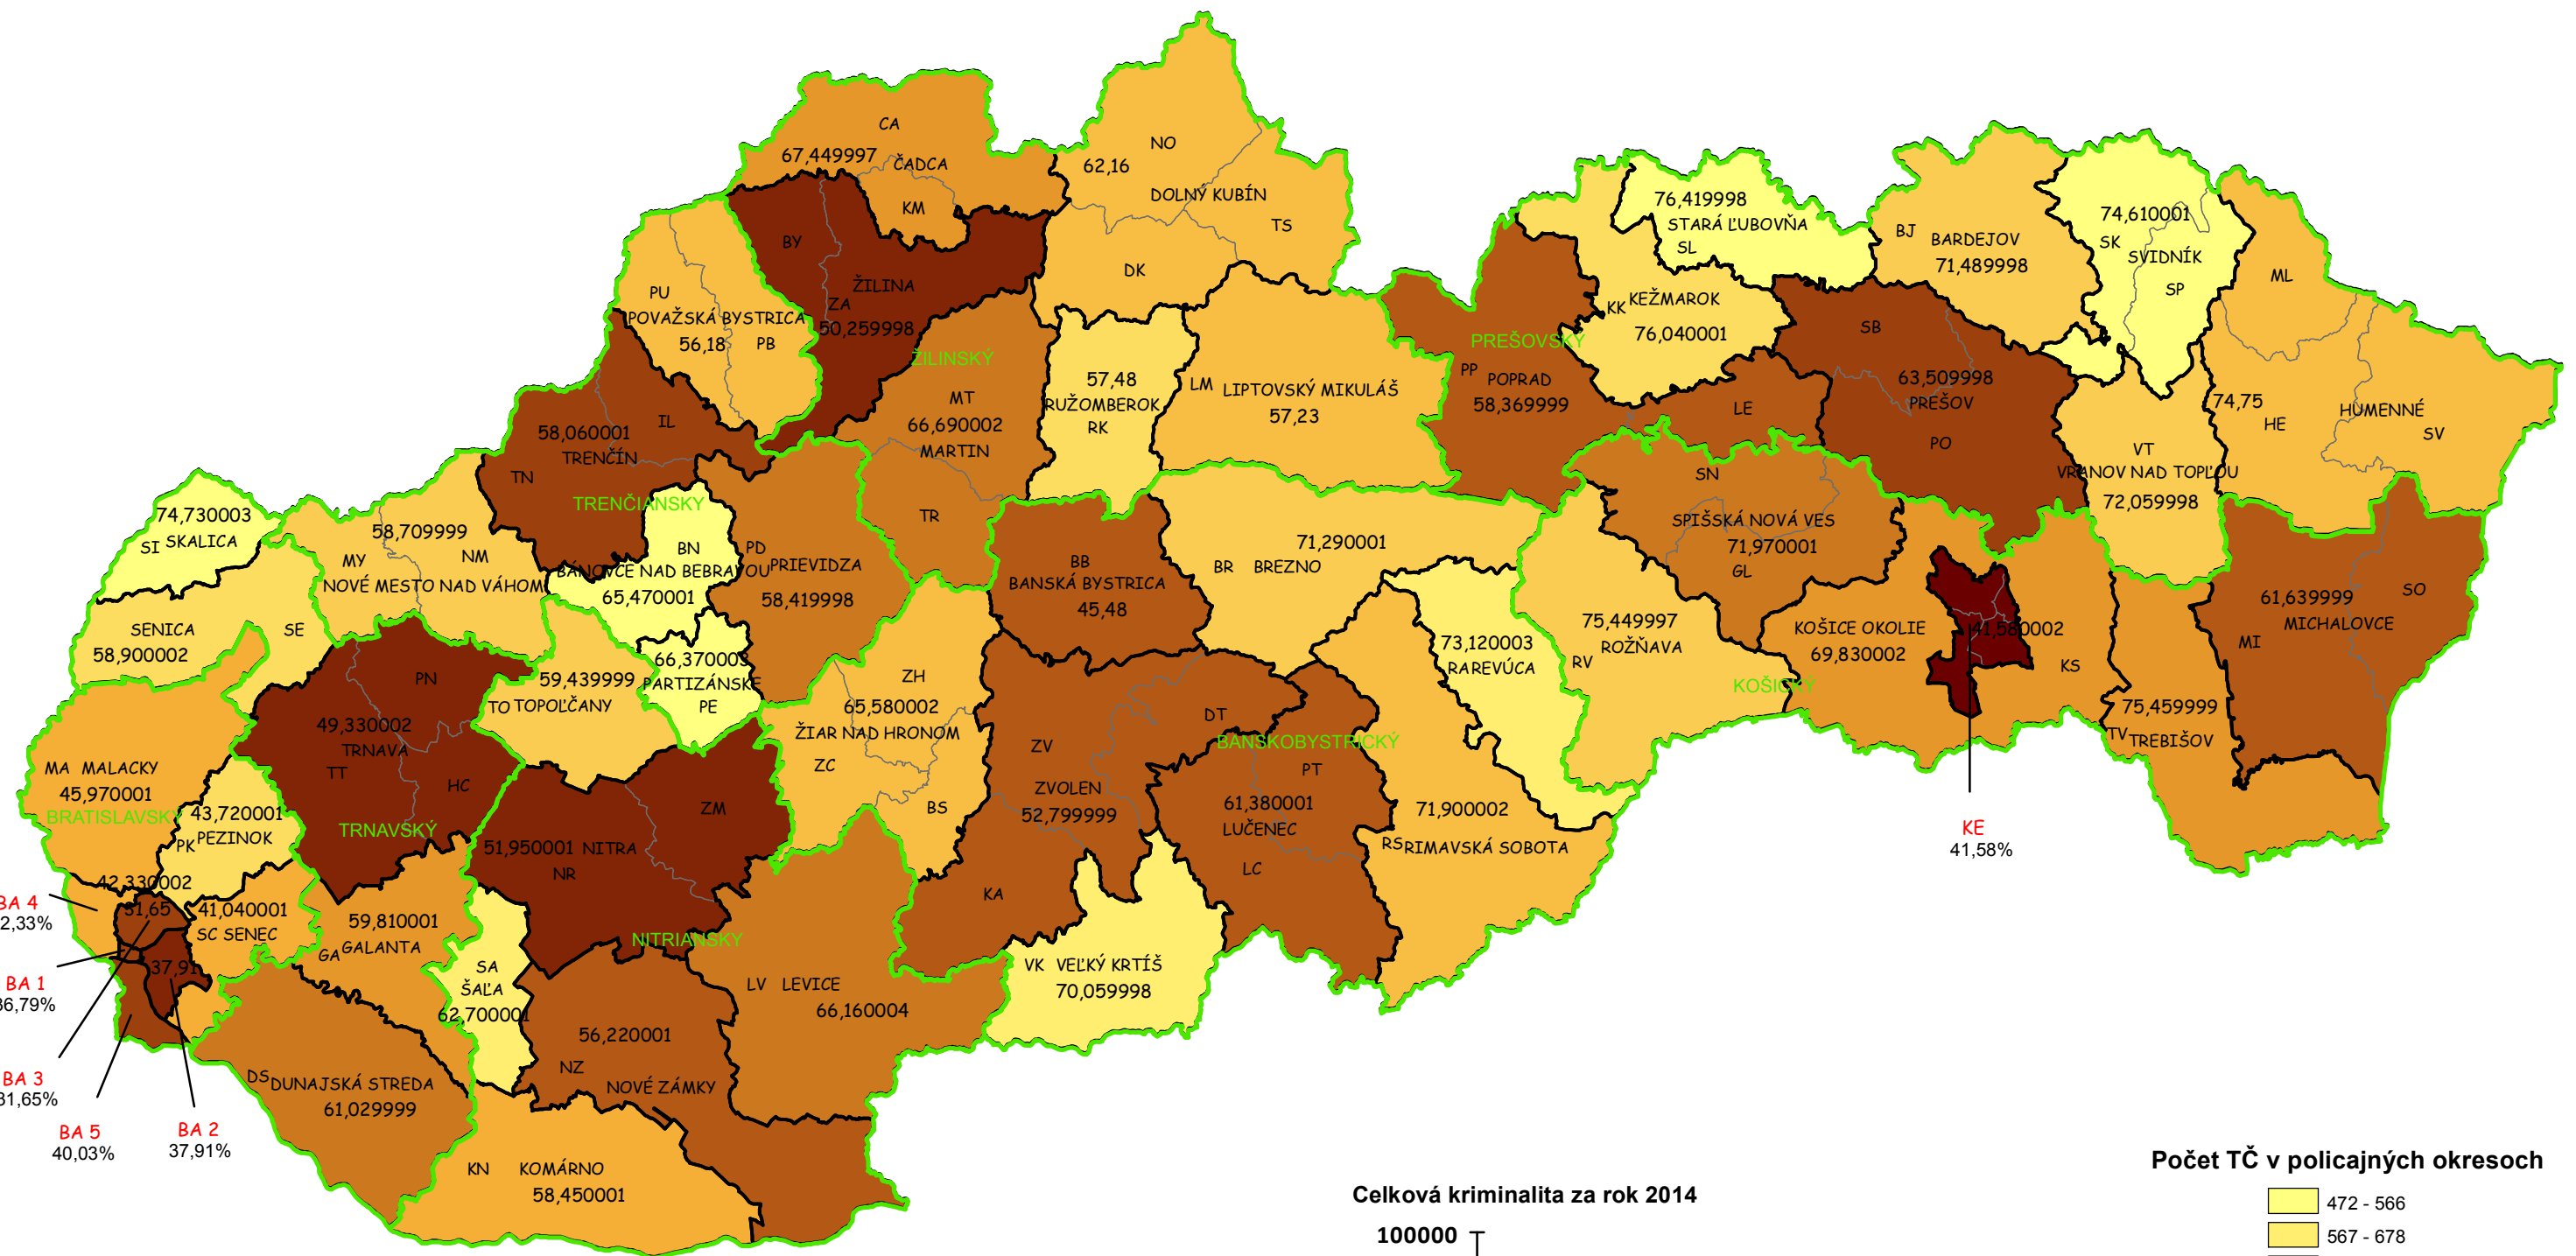 CA
67,449997
ČADCA
KM
NO
62,16
DOLNÝ KUBÍN
TS
DK
BY
ŽILINA
ZA
50,259998
PU
POVAŽSKÁ BYSTRICA
56,18
PB
ŽILINSKÝ
MT
66,690002
MARTIN
TR
57,48
RUŽOMBEROK
RK
LM LIPTOVSKÝ MIKULÁŠ
57,23
76,419998
STARÁ ĽUBOVŇA
SL
KK KEŽMAROK
76,040001
PREŠOVSKÝ
PP POPRAD
58,369999
LE
BJ BARDEJOV
71,489998
74,610001
SK
SVIDNÍK
SP
ML
SB
63,509998
PREŠOV
PO
74,75
HUMENNÉ
HE
SV
VT
VRANOV NAD TOPĽOU
72,059998
IL
58,060001
TRENČÍN
TN
TRENČIANSKY
74,730003
SI SKALICA
58,709999
MY
NM
NOVÉ MESTO NAD VÁHOM
BN
BÁNOVCE NAD BEBRAVOU
65,470001
PD
PRIEVIDZA
58,419998
SENICA
SE
58,900002
BB
BANSKÁ BYSTRICA
45,48
71,290001
BR BREZNO
SN
SPIŠSKÁ NOVÁ VES
71,970001
GL
75,449997
ROŽŇAVA
RV
73,120003
RAREVÚCA
KOŠICE OKOLIE
69,830002
41,580002
KS
KOŠICKÝ
61,639999
SO
MICHALOVCE
MI
75,459999
TV TREBIŠOV
KE
41,58%
PN
49,330002
TRNAVA
TT
HC
TRNAVSKÝ
59,439999
TO TOPOĽČANY
66,370003
PARTIZÁNSKE
PE
ZH
65,580002
ŽIAR NAD HRONOM
ZC
BS
MA MALACKY
45,970001
BRATISLAVSKÝ
43,720001
PK PEZINOK
DT
ZV
BANSKOBYSTRICKÝ
PT
ZVOLEN
52,799999
KA
61,380001
LUČENEC
LC
71,900002
RS RIMAVSKÁ SOBOTA
51,950001 NITRA
NR
ZM
NITRIANSKY
42,330002
31,65
37,91
41,040001
SC SENEC
59,810001
GA GALANTA
SA
ŠAĽA
62,700001
LV LEVICE
66,160004
VK VEĽKÝ KRTÍŠ
70,059998
56,220001
NZ
NOVÉ ZÁMKY
DS DUNAJSKÁ STREDA
61,029999
KN KOMÁRNO
58,450001
BA 4
2,33%
BA 1
36,79%
BA 3
31,65%
BA 5
40,03%
BA 2
37,91%
Celková kriminalita za rok 2014
100000
Počet TČ v policajných okresoch
472 - 566
567 - 678